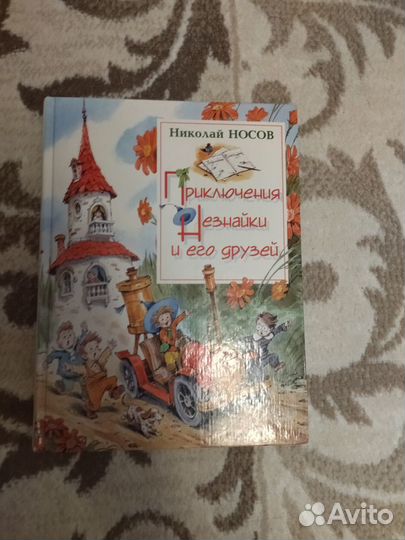 Николай НОСОВ
Приключения
Незнайки
и его друзей
Avito